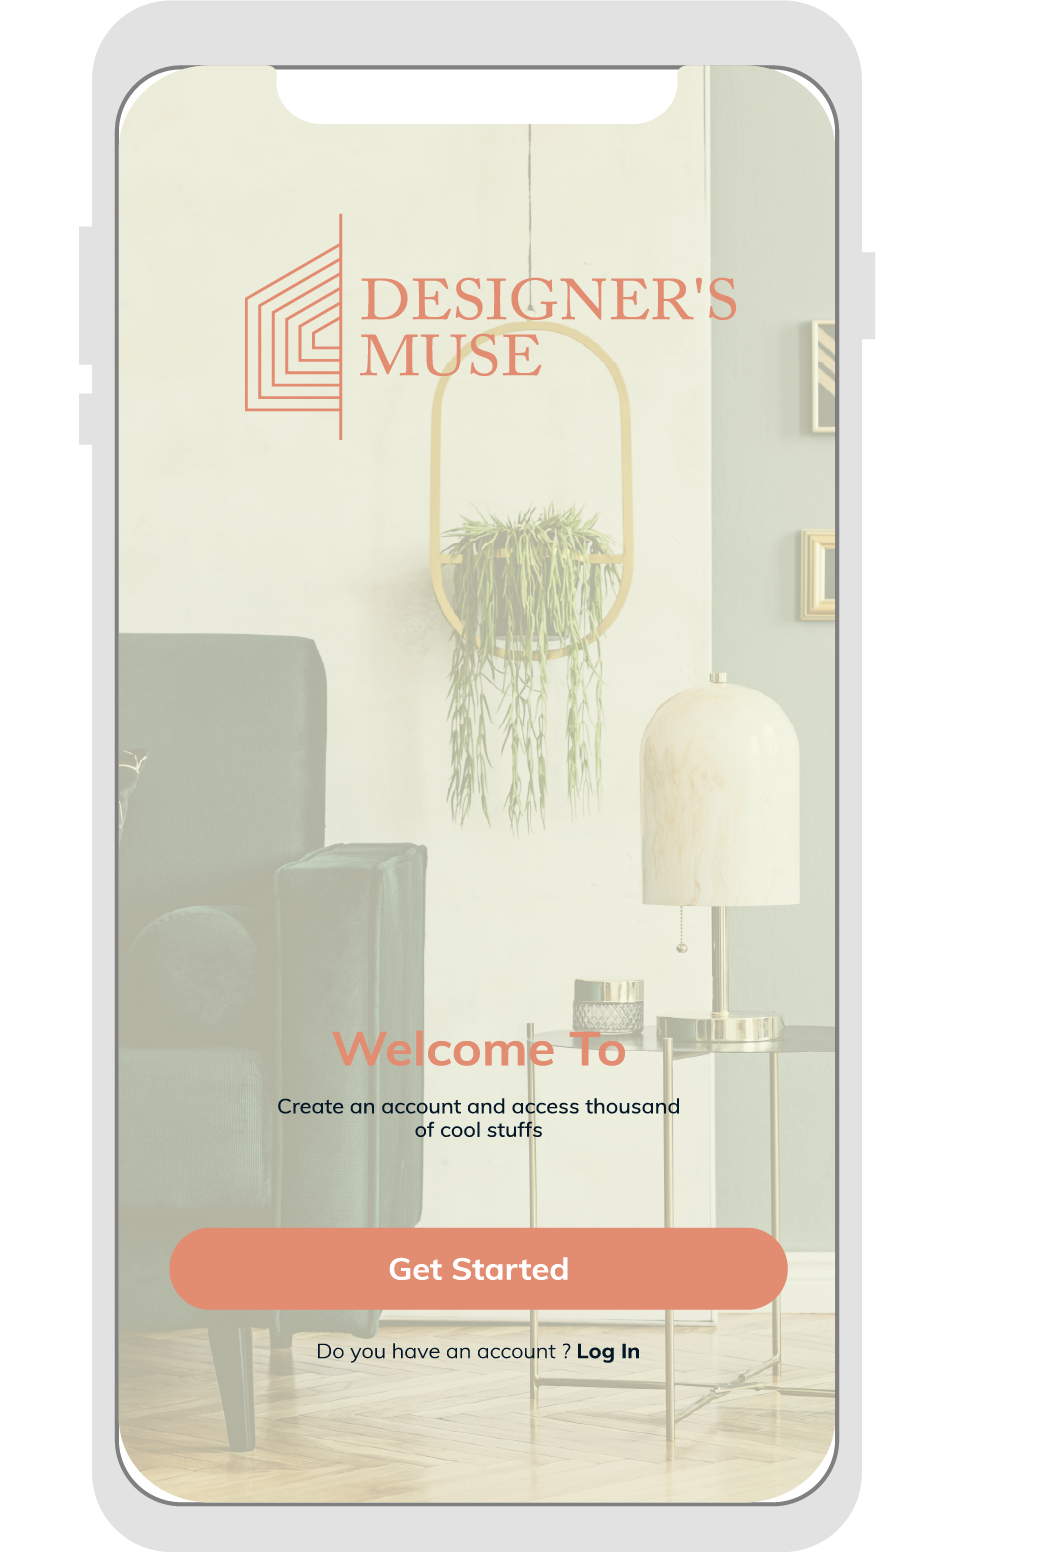 DESIGNER'S
MUSE
Welcome To
Create an account and access thousand
of cool stuffs
Get Started
Do you have an account ? Log In